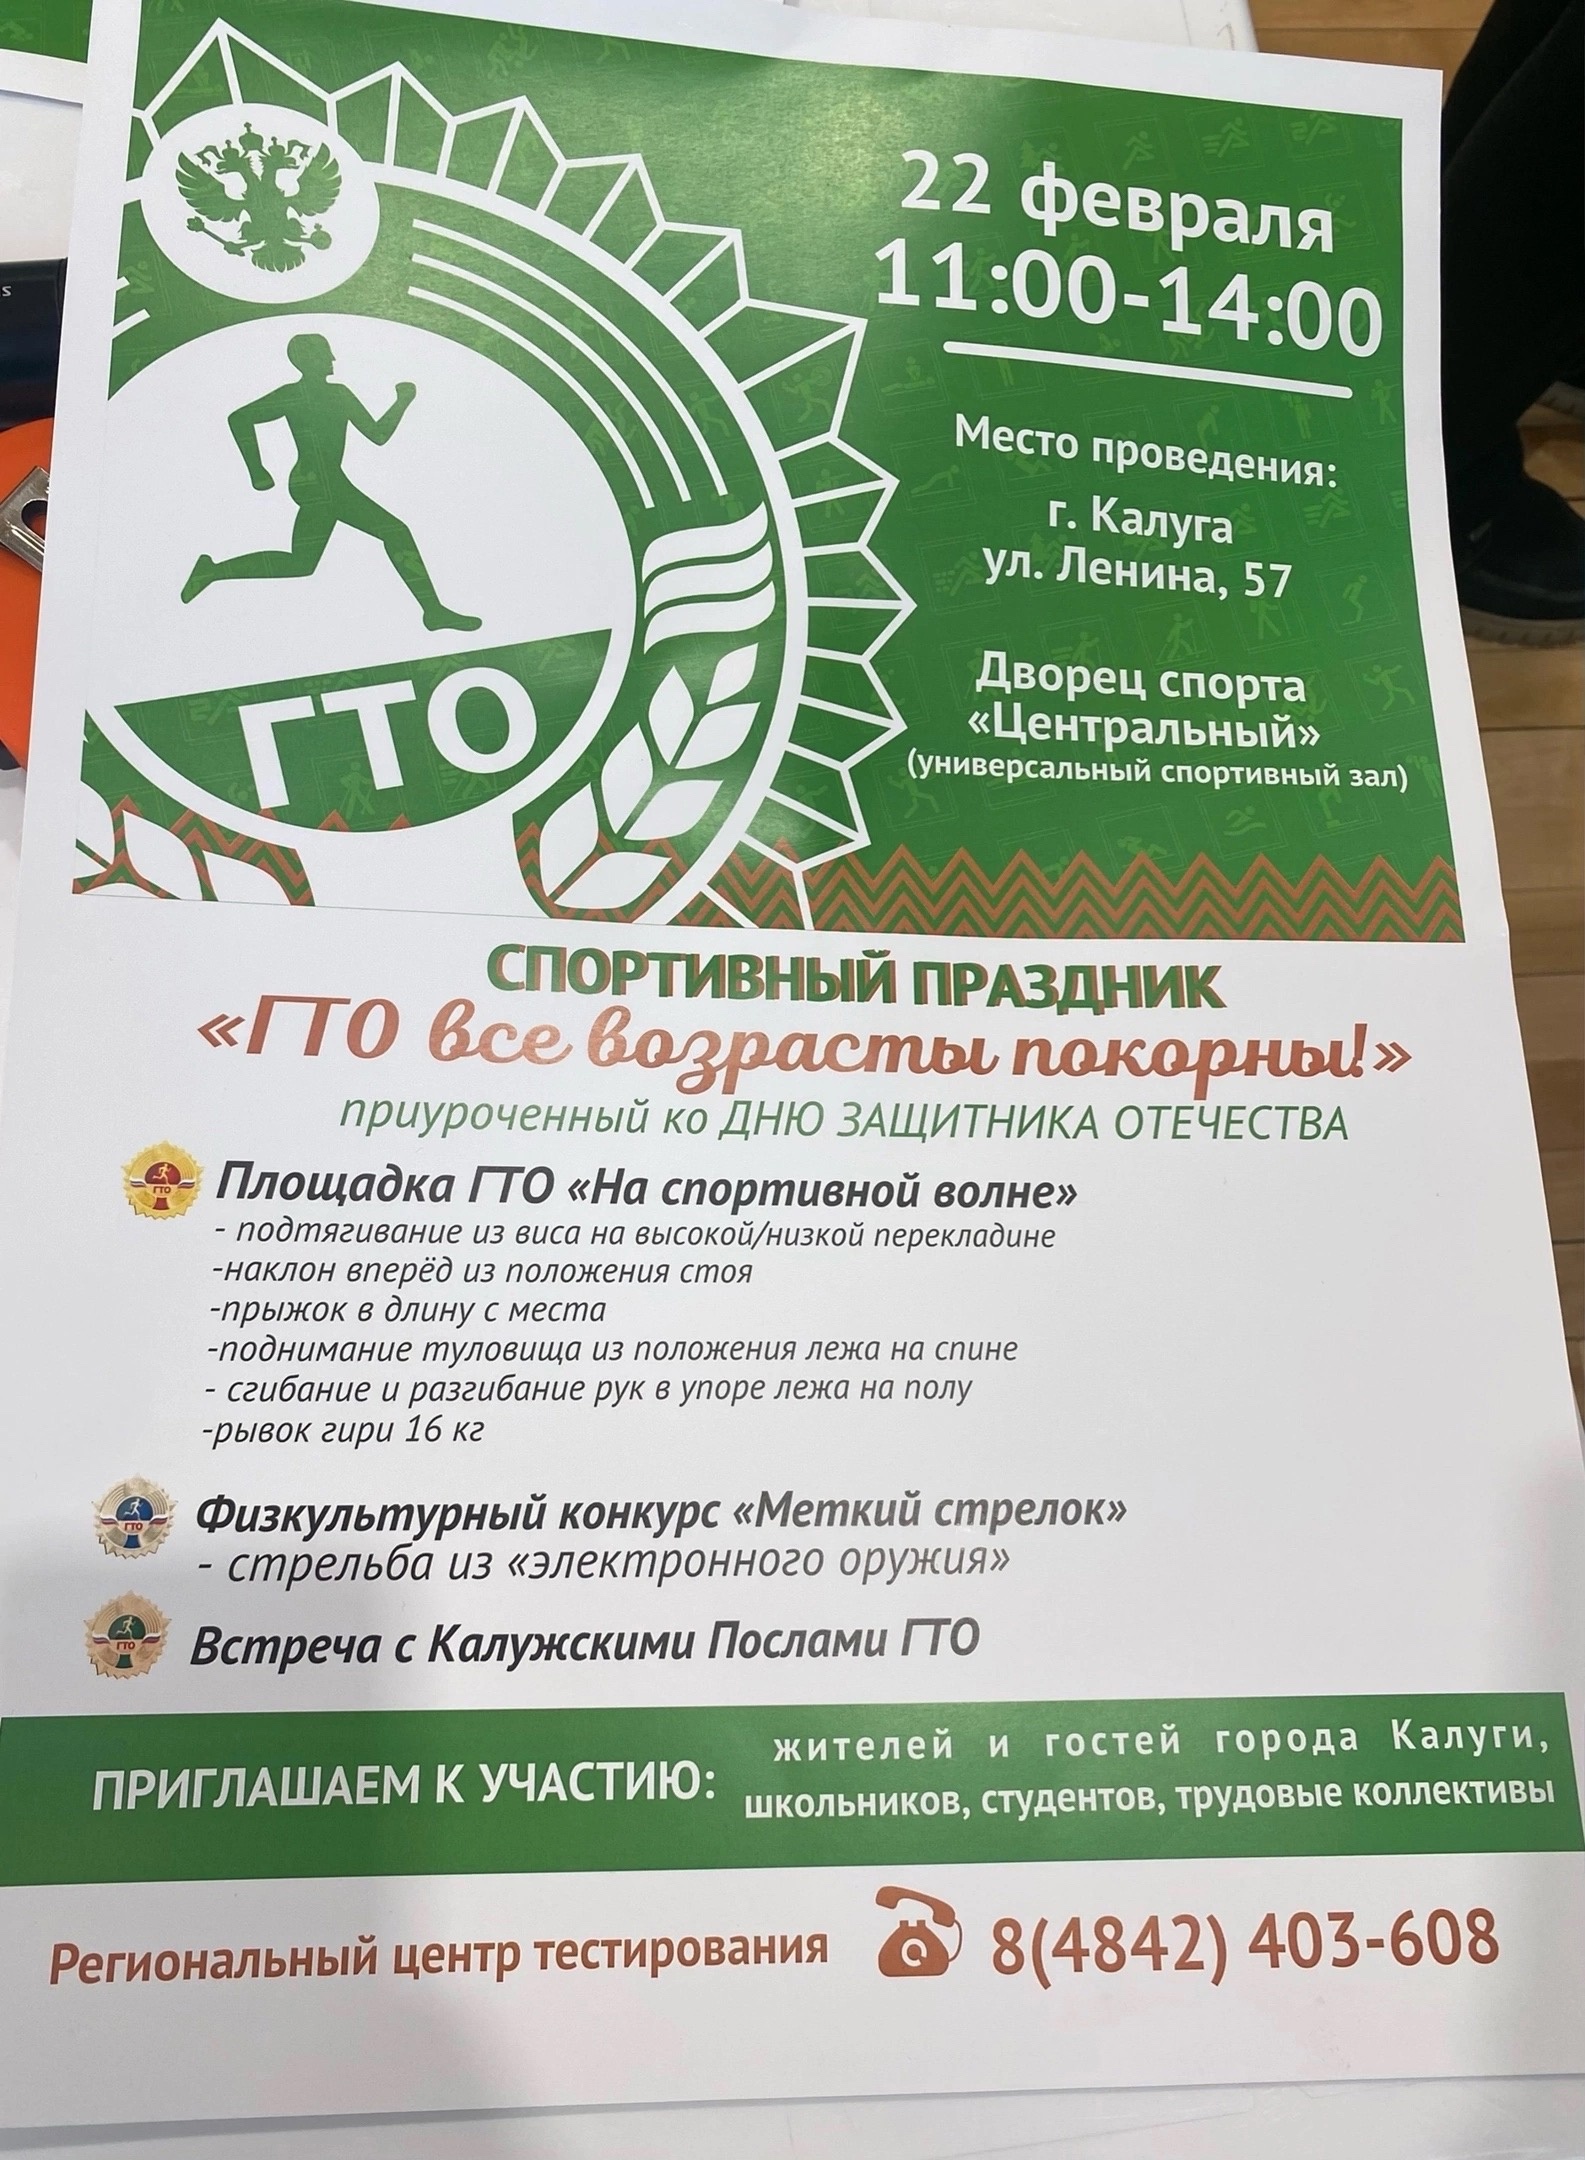 22 февраля
11:00-14:00
Место проведения:
г. Калуга
ул. Ленина, 57
Дворец спорта
«Центральный»
(универсальный спортивный зал)
ГТО
СПОРТИВНЫЙ ПРАЗДНИК
«ГТО все возрасты покорны!»
приуроченный ко ДНЮ ЗАЩИТНИКА ОТЕЧЕСТВА
Площадка ГТО «На спортивной волне»
- подтягивание из виса на высокой/низкой перекладине
-наклон вперёд из положения стоя
-прыжок в длину с места
-поднимание туловища из положения лежа на спине
- сгибание и разгибание рук в упоре лежа на полу
-рывок гири 16 кг
Физкультурный конкурс «Меткий стрелок»
- стрельба из «электронного оружия»
Встреча с Калужскими Послами ГТО
ПРИГЛАШАЕМ К УЧАСТИЮ:
жителей и гостей города Калуги,
школьников, студентов, трудовые коллективы
Региональный центр тестирования
8(4842) 403-608